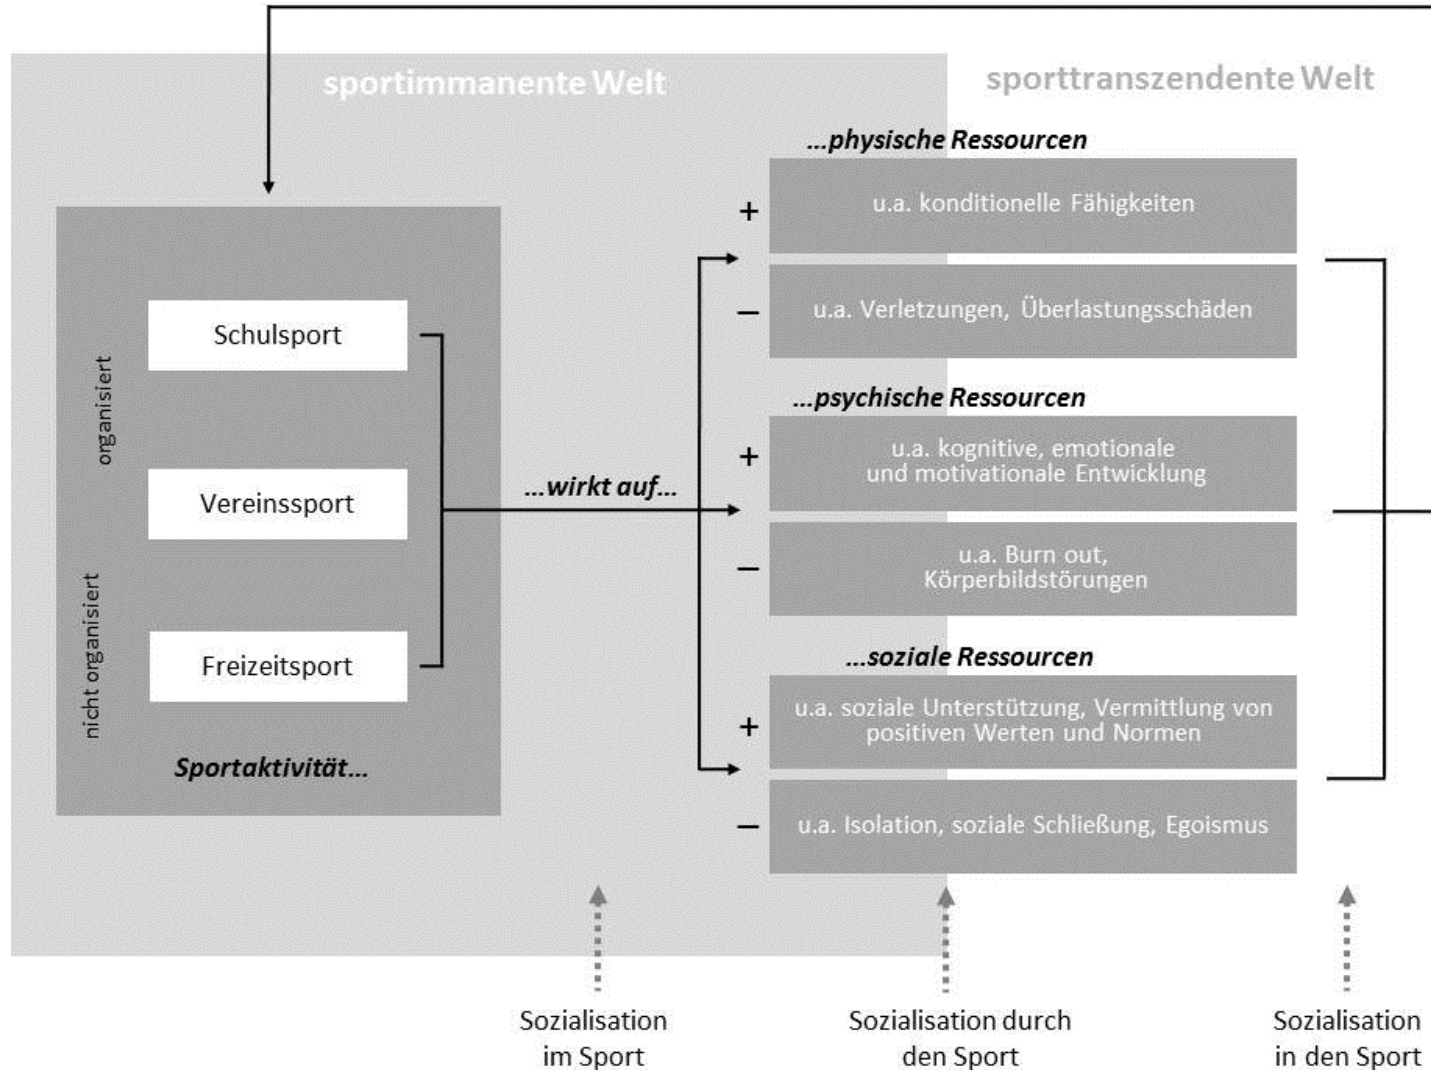 sportimmanente Welt
sporttranszendente Welt
organisiert
nicht organisiert
Schulsport
Vereinssport
Freizeitsport
Sportaktivität...
...wirkt auf...
...physische Ressourcen
+
u.a. konditionelle Fähigkeiten
–
u.a. Verletzungen, Überlastungsschäden
...psychische Ressourcen
+
u.a. kognitive, emotionale
und motivationale Entwicklung
–
u.a. Burn out,
Körperbildstörungen
...soziale Ressourcen
+
u.a. soziale Unterstützung, Vermittlung von
positiven Werten und Normen
–
u.a. Isolation, soziale Schließung, Egoismus
Sozialisation
im Sport
Sozialisation durch
den Sport
Sozialisation
in den Sport